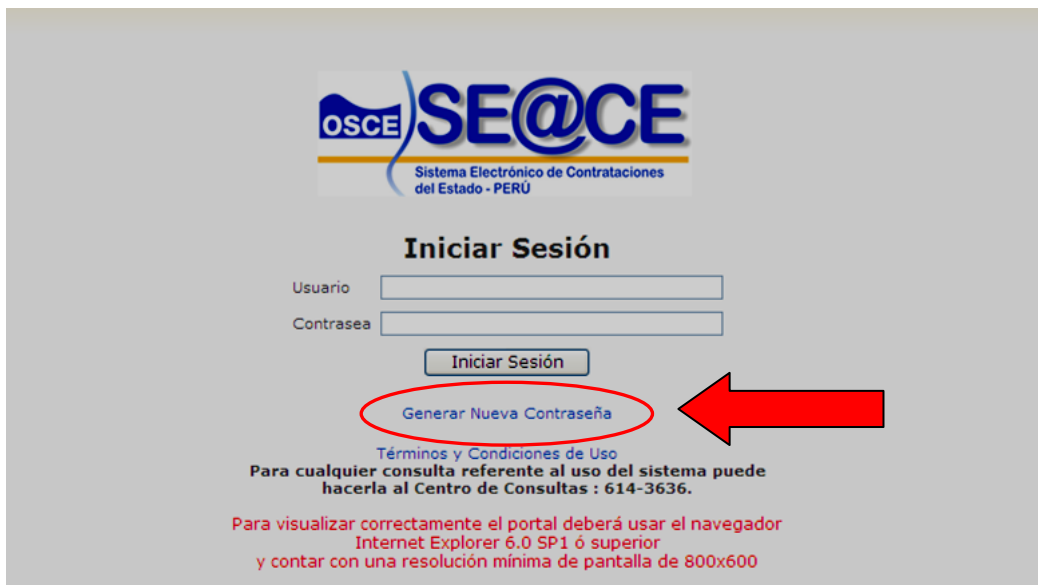 OSCE SE@CE
Sistema Electrónico de Contrataciones
del Estado - PERÚ
Iniciar Sesión
Usuario
Contrasea
Iniciar Sesión
Generar Nueva Contraseña
Términos y Condiciones de Uso
Para cualquier consulta referente al uso del sistema puede
hacerla al Centro de Consultas : 614-3636.
Para visualizar correctamente el portal deberá usar el navegador
Internet Explorer 6.0 SP1 ó superior
y contar con una resolución mínima de pantalla de 800x600